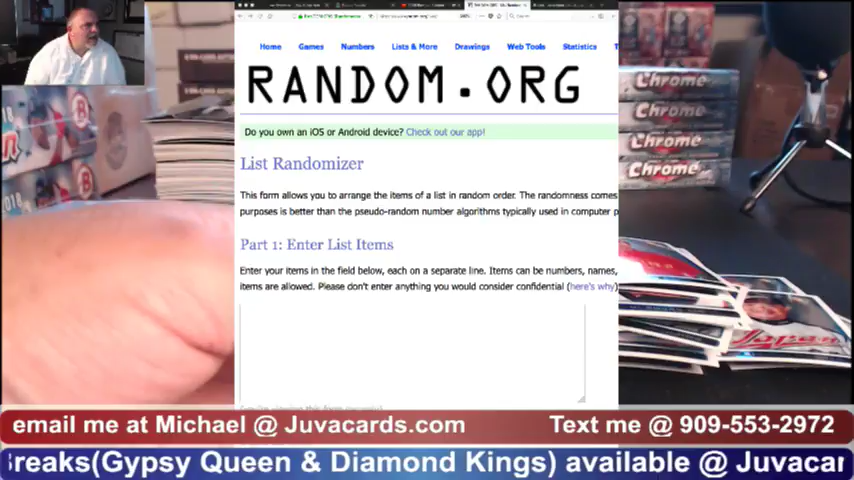 Home Games Numbers Lists & More Drawings Web Tools Statistics
RANDOM.ORG
Do you own an iOS or Android device? Check out our app!
List Randomizer
This form allows you to arrange the items of a list in random order. The randomness comes
purposes is better than the pseudo-random number algorithms typically used in computer p
Part 1: Enter List Items
Enter your items in the field below, each on a separate line. Items can be numbers, names,
items are allowed. Please don't enter anything you would consider confidential (here's why)
Chrome
Chrome
Chrome
Chrome
2018
Japan
email me at Michael @ Juvacards.com Text me @ 909-553-2972
reaks(Gypsy Queen & Diamond Kings) available @ Juvacar